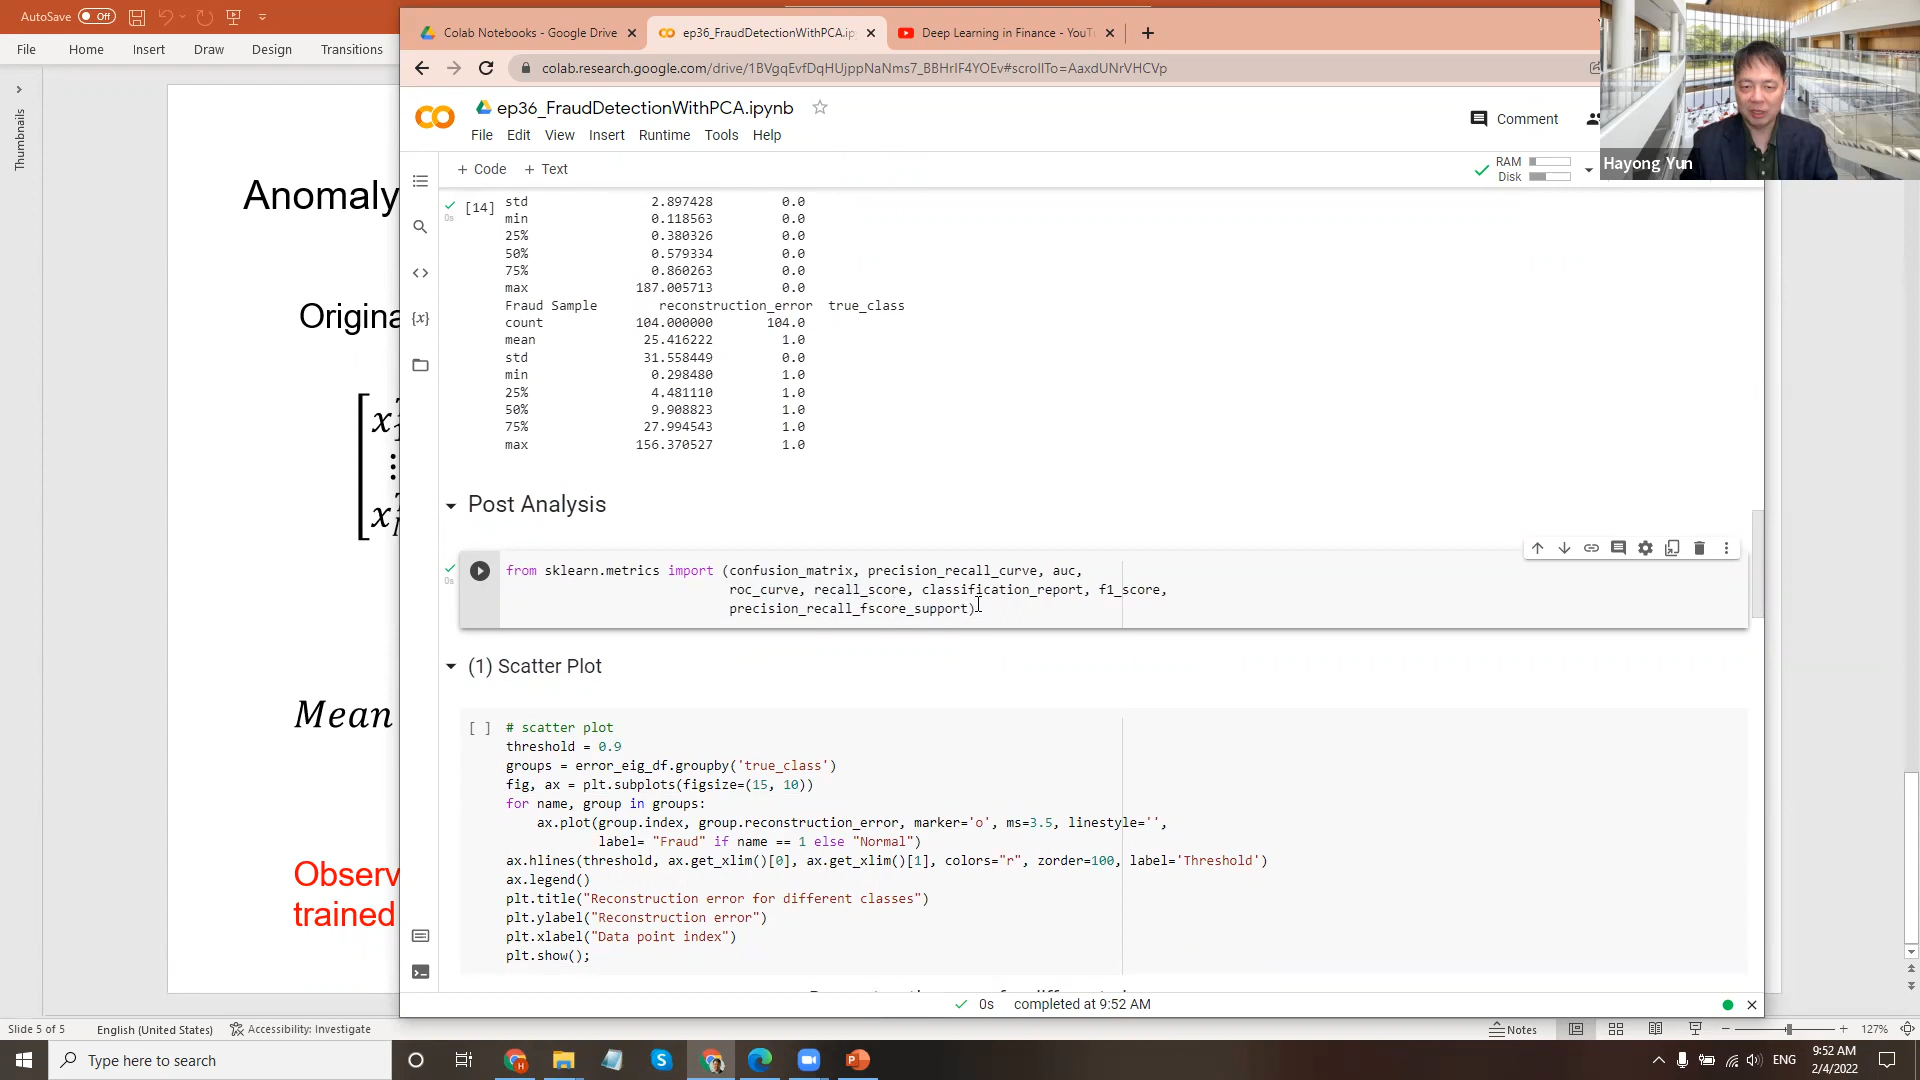 AutoSave Off
File Home Insert Draw Design Transitions
Thumbnails
Anomaly
Origina
Mean
Observ
trained
Colab Notebooks - Google Drive
ep36_FraudDetectionWithPCA.ip
Deep Learning in Finance - YouT
colab.research.google.com/drive/1BVgqEvfDqHUjppNaNms7_BBHrIF4YOEv#scrollTo=AaxdUNrVHCVp
ep36_FraudDetectionWithPCA.ipynb
File Edit View Insert Runtime Tools Help
Comment
+ Code + Text
RAM
Disk
Hayong Yun
[14]
0s
std 2.897428 0.0
min 0.118563 0.0
25% 0.380326 0.0
50% 0.579334 0.0
75% 0.860263 0.0
max 187.005713 0.0
Fraud Sample reconstruction_error true_class
count 104.000000 104.0
mean 25.416222 1.0
std 31.558449 0.0
min 0.298480 1.0
25% 4.481110 1.0
50% 9.908823 1.0
75% 27.994543 1.0
max 156.370527 1.0
Post Analysis
0s
from sklearn.metrics import (confusion_matrix, precision_recall_curve, auc,
roc_curve, recall_score, classification_report, f1_score,
precision_recall_fscore_support)
(1) Scatter Plot
[ ]
# scatter plot
threshold = 0.9
groups = error_eig_df.groupby('true_class')
fig, ax = plt.subplots(figsize=(15, 10))
for name, group in groups:
ax.plot(group.index, group.reconstruction_error, marker='o', ms=3.5, linestyle='',
label= "Fraud" if name == 1 else "Normal")
ax.hlines(threshold, ax.get_xlim()[0], ax.get_xlim()[1], colors="r", zorder=100, label='Threshold')
ax.legend()
plt.title("Reconstruction error for different classes")
plt.ylabel("Reconstruction error")
plt.xlabel("Data point index")
plt.show();
0s completed at 9:52 AM
Slide 5 of 5 English (United States) Accessibility: Investigate
Notes
127%
Type here to search
ENG
9:52 AM
2/4/2022